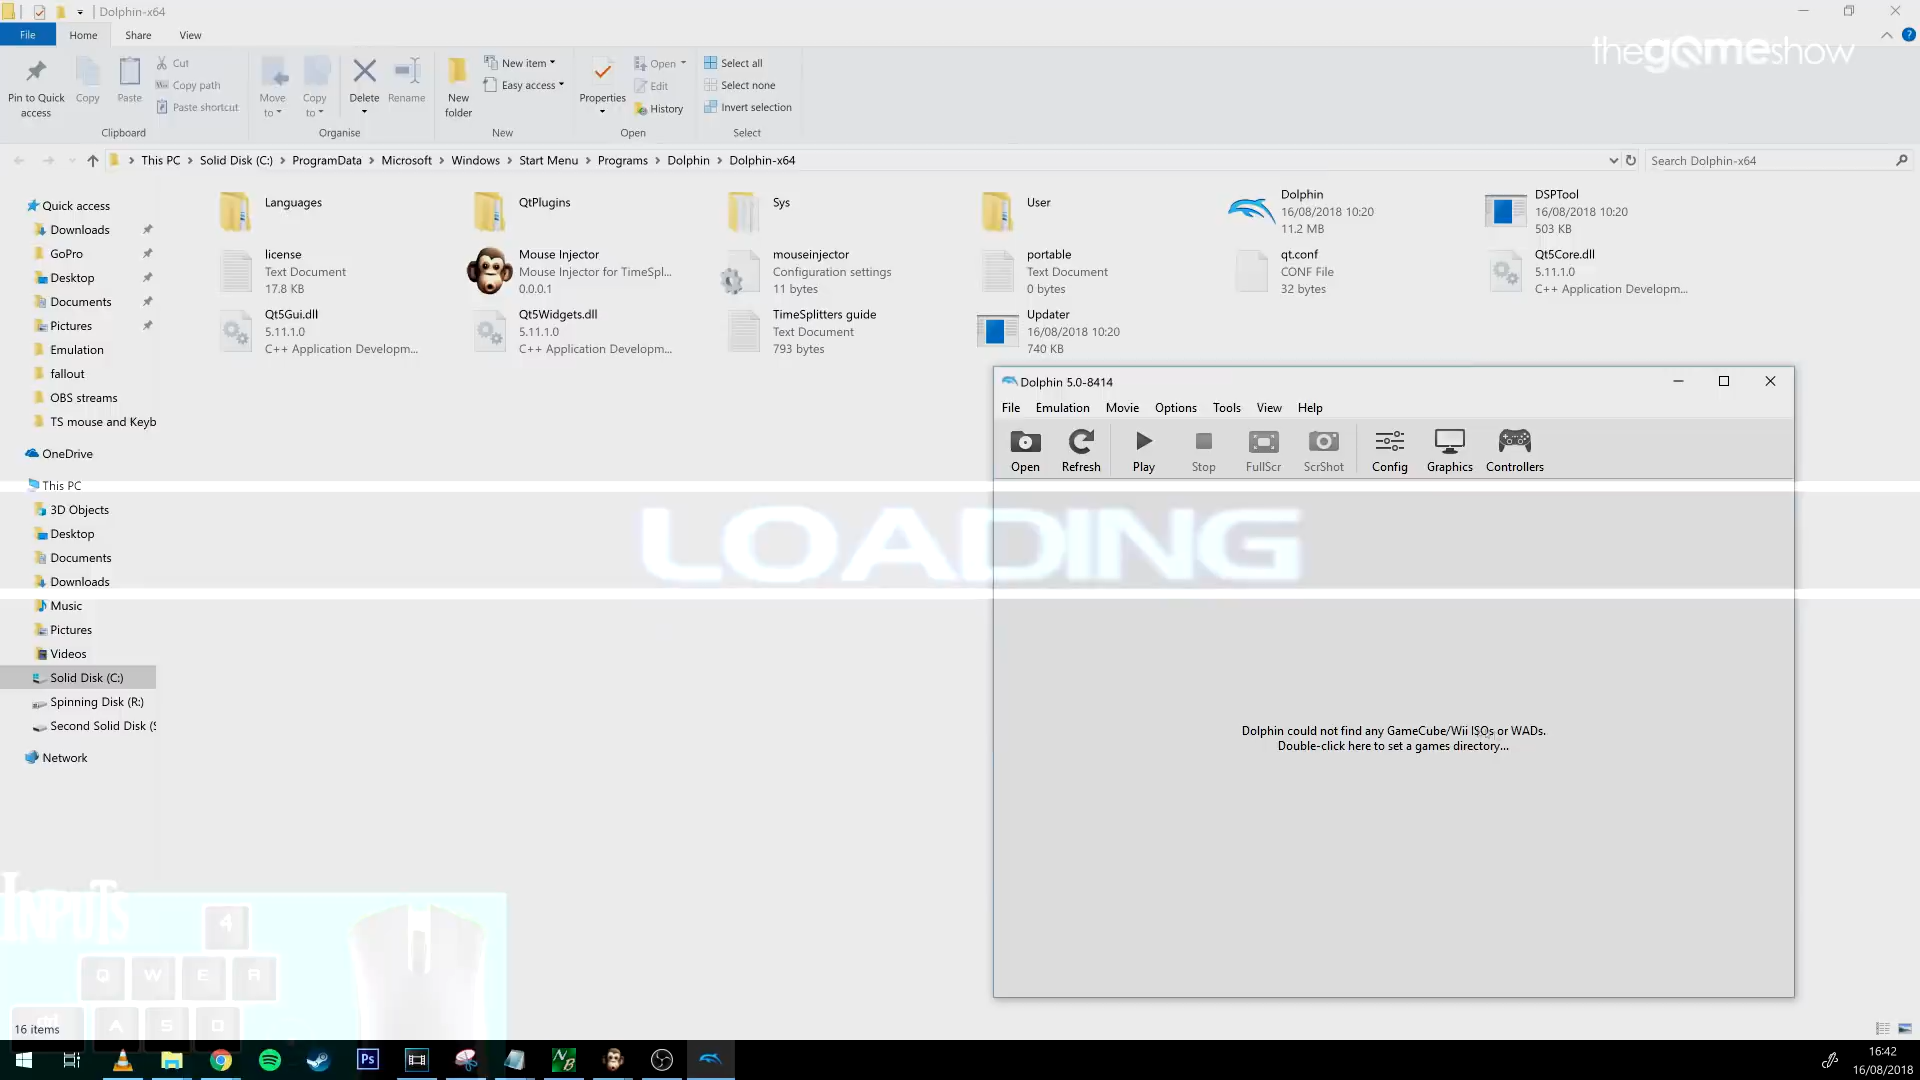 Dolphin-x64
File Home Share View
thegameshow
Pin to Quick access
Copy
Paste
Cut
Copy path
Paste shortcut
Clipboard
Move to
Copy to
Delete
Rename
Organise
New folder
New item
Easy access
New
Properties
Open
Edit
History
Open
Select all
Select none
Invert selection
Select
This PC > Solid Disk (C:) > ProgramData > Microsoft > Windows > Start Menu > Programs > Dolphin > Dolphin-x64
Search Dolphin-x64
Quick access
Downloads
GoPro
Desktop
Documents
Pictures
Emulation
fallout
OBS streams
TS mouse and Keyb
OneDrive
This PC
3D Objects
Desktop
Documents
Downloads
Music
Pictures
Videos
Solid Disk (C:)
Spinning Disk (R:)
Second Solid Disk (S
Network
Languages
QtPlugins
Sys
User
Dolphin
16/08/2018 10:20
11.2 MB
DSPTool
16/08/2018 10:20
503 KB
license
Text Document
17.8 KB
Mouse Injector
Mouse Injector for TimeSpl...
0.0.0.1
mouseinjector
Configuration settings
11 bytes
portable
Text Document
0 bytes
qt.conf
CONF File
32 bytes
Qt5Core.dll
5.11.1.0
C++ Application Developm...
Qt5Gui.dll
5.11.1.0
C++ Application Developm...
Qt5Widgets.dll
5.11.1.0
C++ Application Developm...
TimeSplitters guide
Text Document
793 bytes
Updater
16/08/2018 10:20
740 KB
Dolphin 5.0-8414
File Emulation Movie Options Tools View Help
Open Refresh Play Stop FullScr ScrShot Config Graphics Controllers
LOADING
Dolphin could not find any GameCube/Wii ISOs or WADs.
Double-click here to set a games directory...
INPUTS
4
Q W E R
A S D
16 items
Ps
NB
16:42
16/08/2018